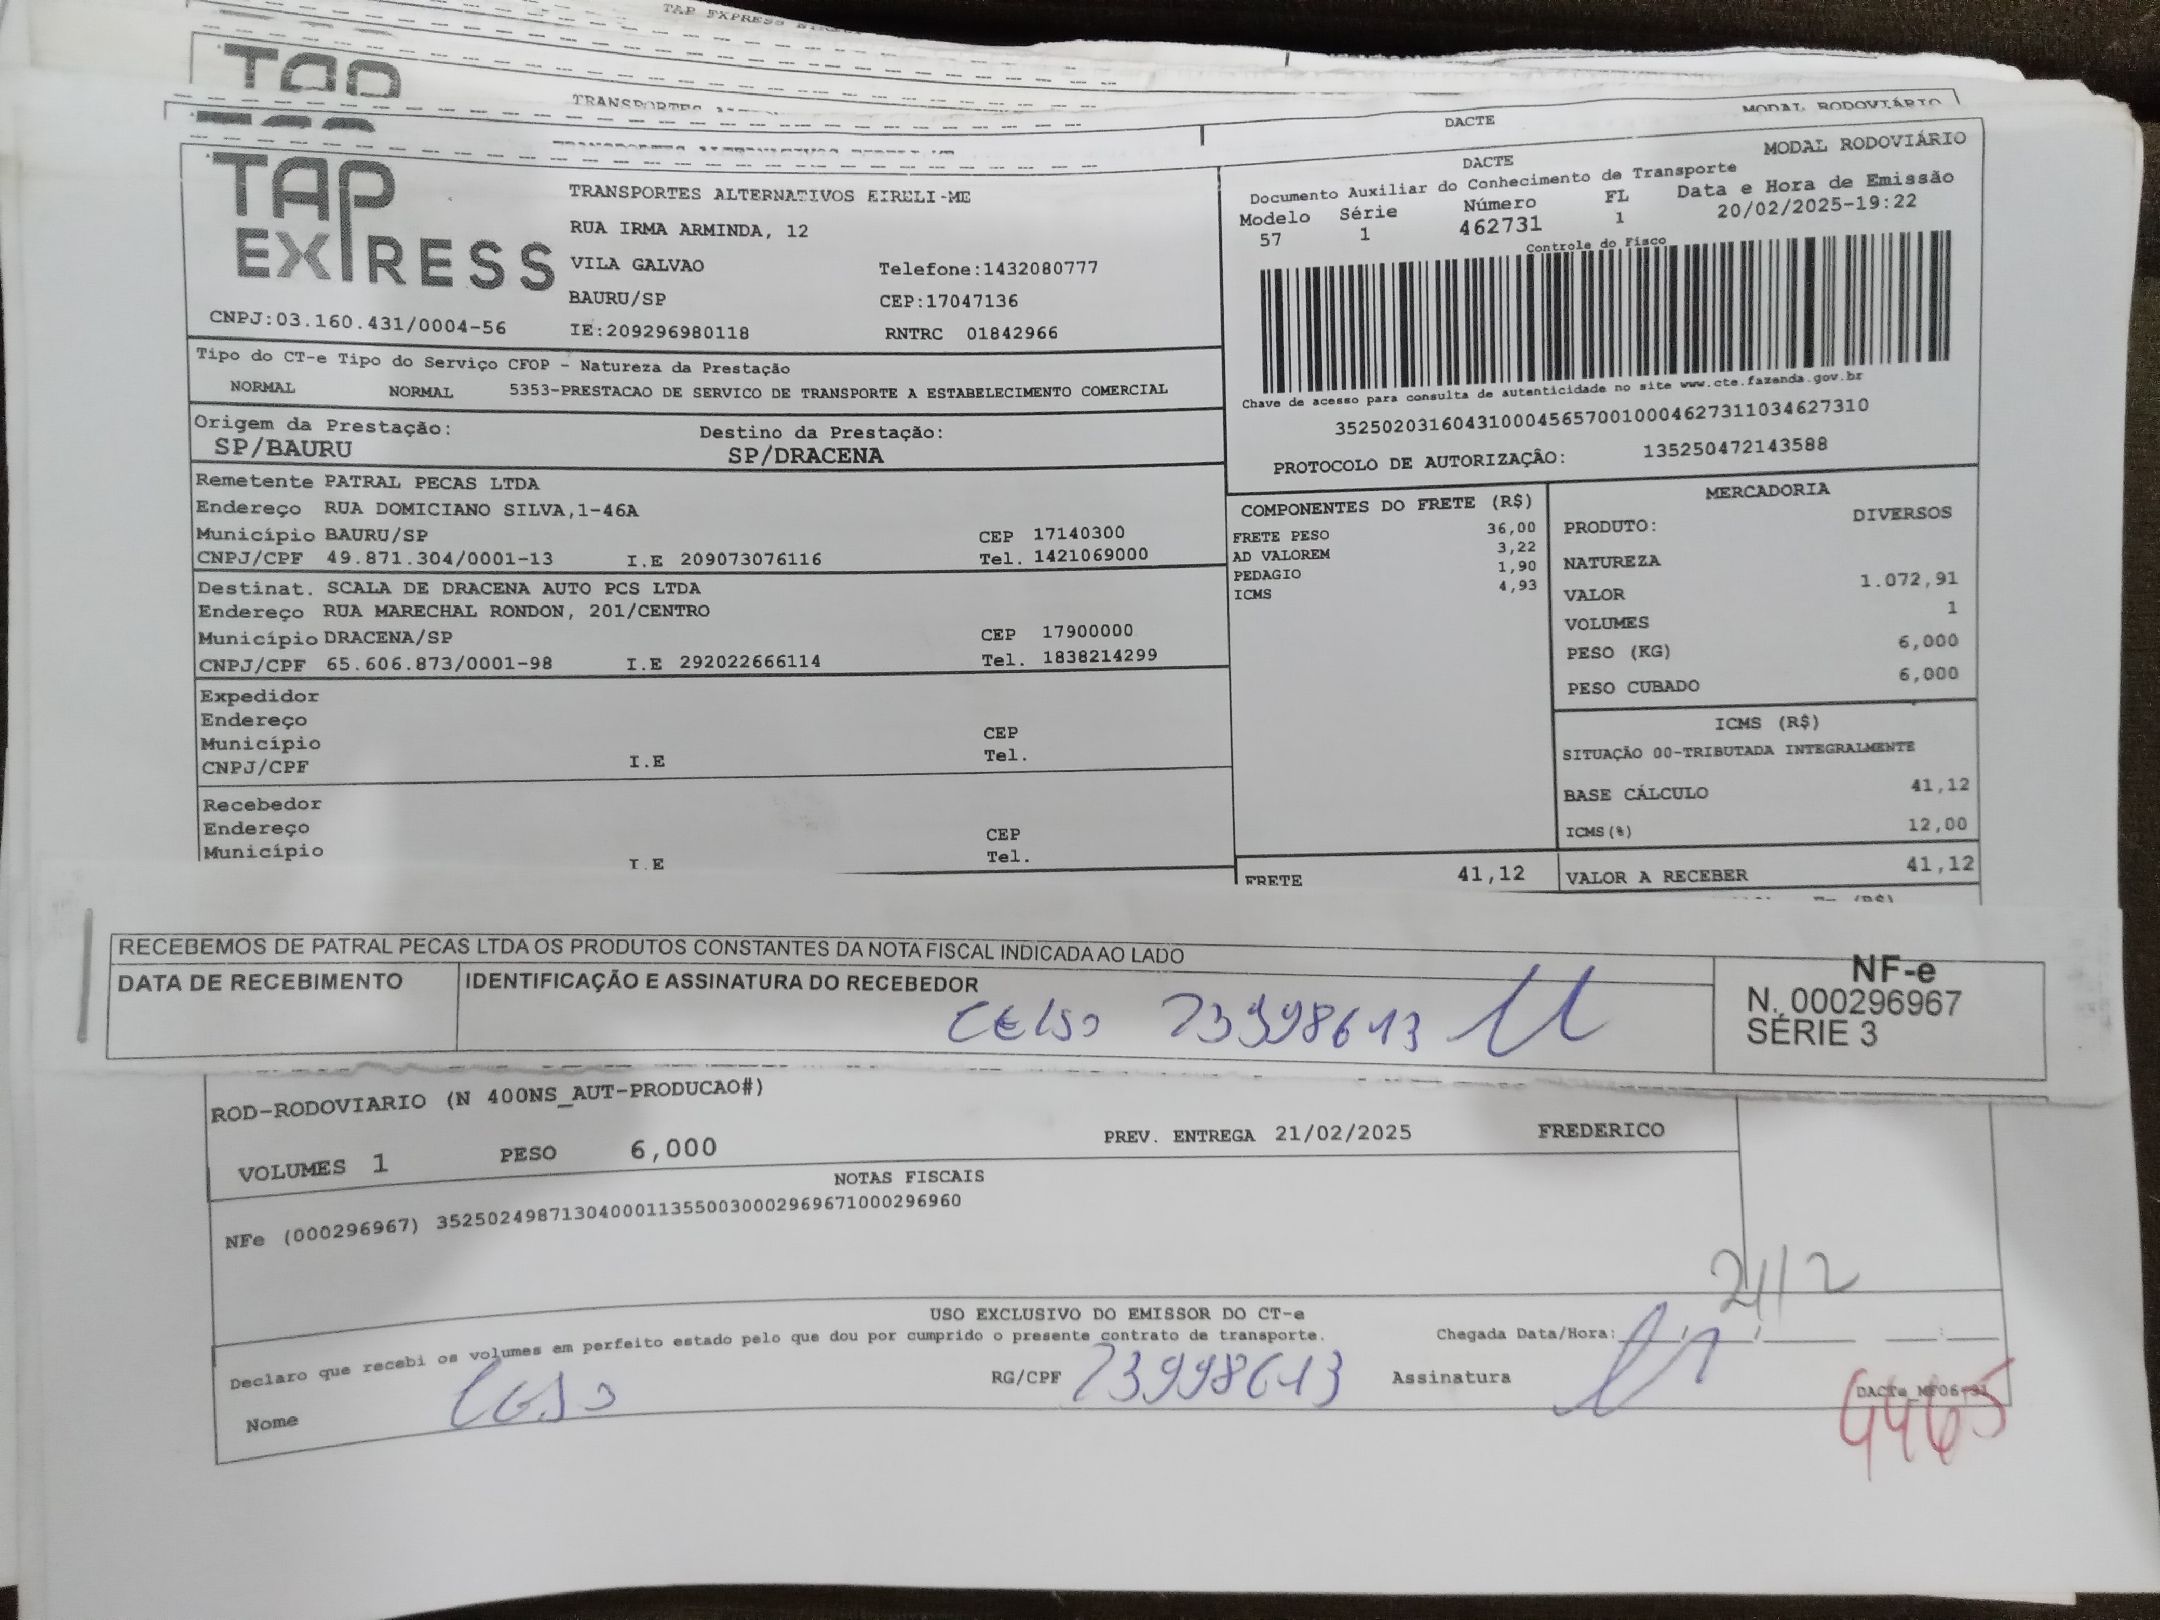 TAP EXPRESS
TRANSPORTES
DACTE
MODAL RODOVIÁRIO
TAP
EXPRESS
CNPJ:03.160.431/0004-56
TRANSPORTES ALTERNATIVOS EIRELI-ME
RUA IRMA ARMINDA, 12
VILA GALVAO Telefone:1432080777
BAURU/SP CEP:17047136
IE:209296980118 RNTRC 01842966
DACTE MODAL RODOVIÁRIO
Documento Auxiliar do Conhecimento de Transporte
Modelo Série Número FL Data e Hora de Emissão
57 1 462731 1 20/02/2025-19:22
Controle do Fisco
Chave de acesso para consulta de autenticidade no site www.cte.fazenda.gov.br
35250203160431000456570010004627311034627310
PROTOCOLO DE AUTORIZAÇÃO: 135250472143588
Tipo do CT-e Tipo do Serviço CFOP - Natureza da Prestação
NORMAL NORMAL 5353-PRESTACAO DE SERVICO DE TRANSPORTE A ESTABELECIMENTO COMERCIAL
Origem da Prestação: Destino da Prestação:
SP/BAURU SP/DRACENA
Remetente PATRAL PECAS LTDA
Endereço RUA DOMICIANO SILVA,1-46A
Município BAURU/SP CEP 17140300
CNPJ/CPF 49.871.304/0001-13 I.E 209073076116 Tel. 1421069000
Destinat. SCALA DE DRACENA AUTO PCS LTDA
Endereço RUA MARECHAL RONDON, 201/CENTRO
Município DRACENA/SP CEP 17900000
CNPJ/CPF 65.606.873/0001-98 I.E 292022666114 Tel. 1838214299
Expedidor
Endereço
Município CEP
CNPJ/CPF I.E Tel.
Recebedor
Endereço
Município CEP
I.E Tel.
COMPONENTES DO FRETE (R$)
FRETE PESO 36,00
AD VALOREM 3,22
PEDAGIO 1,90
ICMS 4,93
FRETE 41,12
MERCADORIA
PRODUTO: DIVERSOS
NATUREZA
VALOR 1.072,91
VOLUMES 1
PESO (KG) 6,000
PESO CUBADO 6,000
ICMS (R$)
SITUAÇÃO 00-TRIBUTADA INTEGRALMENTE
BASE CÁLCULO 41,12
ICMS(%) 12,00
VALOR A RECEBER 41,12
RECEBEMOS DE PATRAL PECAS LTDA OS PRODUTOS CONSTANTES DA NOTA FISCAL INDICADA AO LADO
DATA DE RECEBIMENTO IDENTIFICAÇÃO E ASSINATURA DO RECEBEDOR
Celso 23998613
NF-e
N. 000296967
SÉRIE 3
ROD-RODOVIARIO (N 400NS_AUT-PRODUCAO#)
VOLUMES 1 PESO 6,000 PREV. ENTREGA 21/02/2025 FREDERICO
NOTAS FISCAIS
NFe (000296967) 35250249871304000113550030002969671000296960
21/2
USO EXCLUSIVO DO EMISSOR DO CT-e
Declaro que recebi os volumes em perfeito estado pelo que dou por cumprido o presente contrato de transporte. Chegada Data/Hora:
Nome Celso RG/CPF 23998613 Assinatura